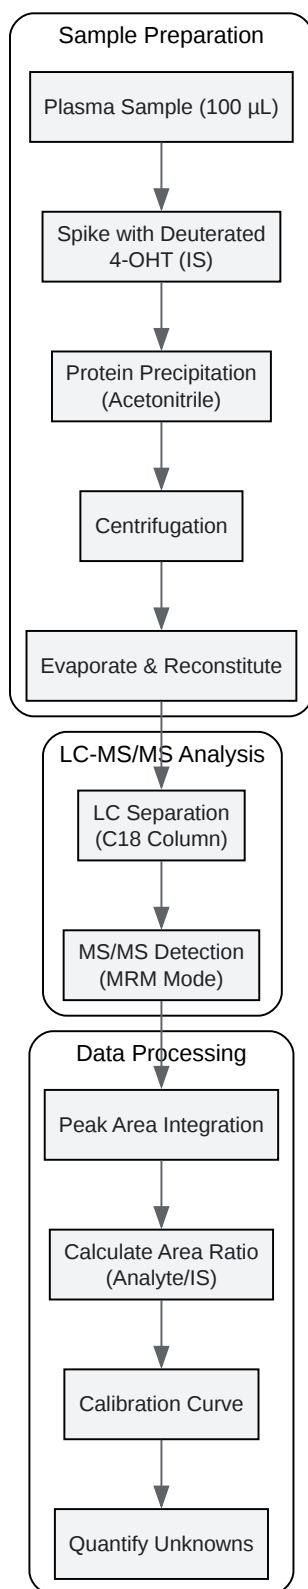 Sample Preparation
Plasma Sample (100 µL)
Spike with Deuterated
4-OHT (IS)
Protein Precipitation
(Acetonitrile)
Centrifugation
Evaporate & Reconstitute
LC-MS/MS Analysis
LC Separation
(C18 Column)
MS/MS Detection
(MRM Mode)
Data Processing
Peak Area Integration
Calculate Area Ratio
(Analyte/IS)
Calibration Curve
Quantify Unknowns